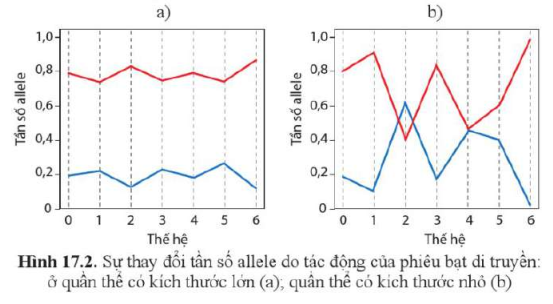 a)
b)
1,0
0,8
0,6
0,4
0,2
0
Tần số allele
0 1 2 3 4 5 6
Thế hệ
1,0
0,8
0,6
0,4
0,2
0
Tần số allele
0 1 2 3 4 5 6
Thế hệ
Hình 17.2. Sự thay đổi tần số allele do tác động của phiêu bạt di truyền:
ở quần thể có kích thước lớn (a); quần thể có kích thước nhỏ (b)